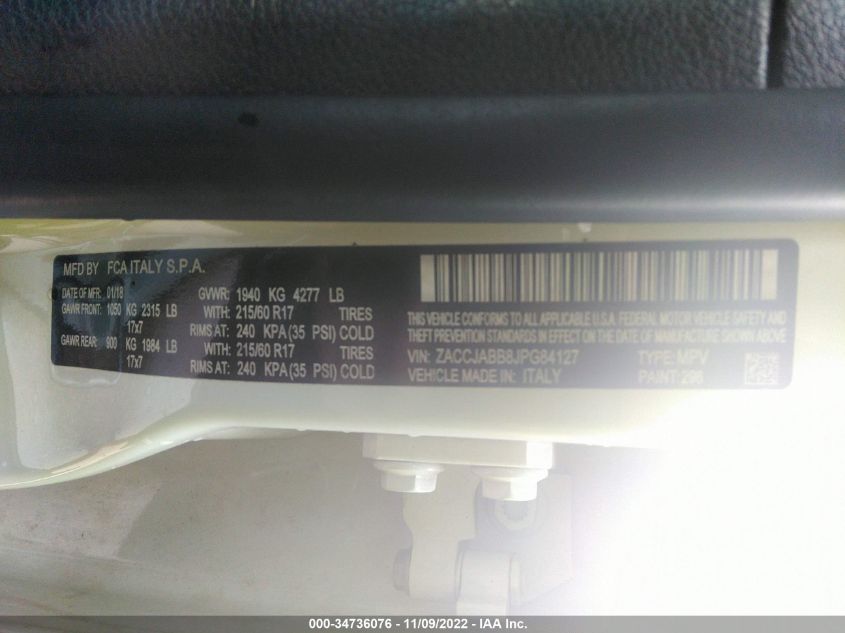 MFD BY FCA ITALY S.P.A.
DATE OF MFR: 01/18 GVWR: 1940 KG 4277 LB
GAWR FRONT: 1050 KG 2315 LB WITH: 215/60 R17 TIRES
17x7 RIMS AT: 240 KPA (35 PSI) COLD
GAWR REAR: 900 KG 1984 LB WITH: 215/60 R17 TIRES
17x7 RIMS AT: 240 KPA (35 PSI) COLD
THIS VEHICLE CONFORMS TO ALL APPLICABLE U.S.A. FEDERAL MOTOR VEHICLE SAFETY AND
THEFT PREVENTION STANDARDS IN EFFECT ON THE DATE OF MANUFACTURE SHOWN ABOVE
VIN: ZACCJABB8JPG84127 TYPE: MPV
VEHICLE MADE IN: ITALY PAINT: 296
000-34736076 - 11/09/2022 - IAA Inc.